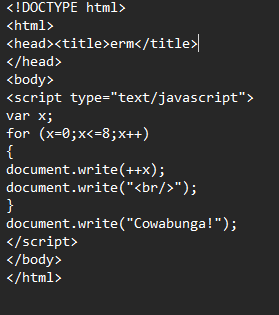 <!DOCTYPE html>
<html>
<head><title>erm</title>
</head>
<body>
<script type="text/javascript">
var x;
for (x=0;x<=8;x++)
{
document.write(++x);
document.write("<br/>");
}
document.write("Cowabunga!");
</script>
</body>
</html>